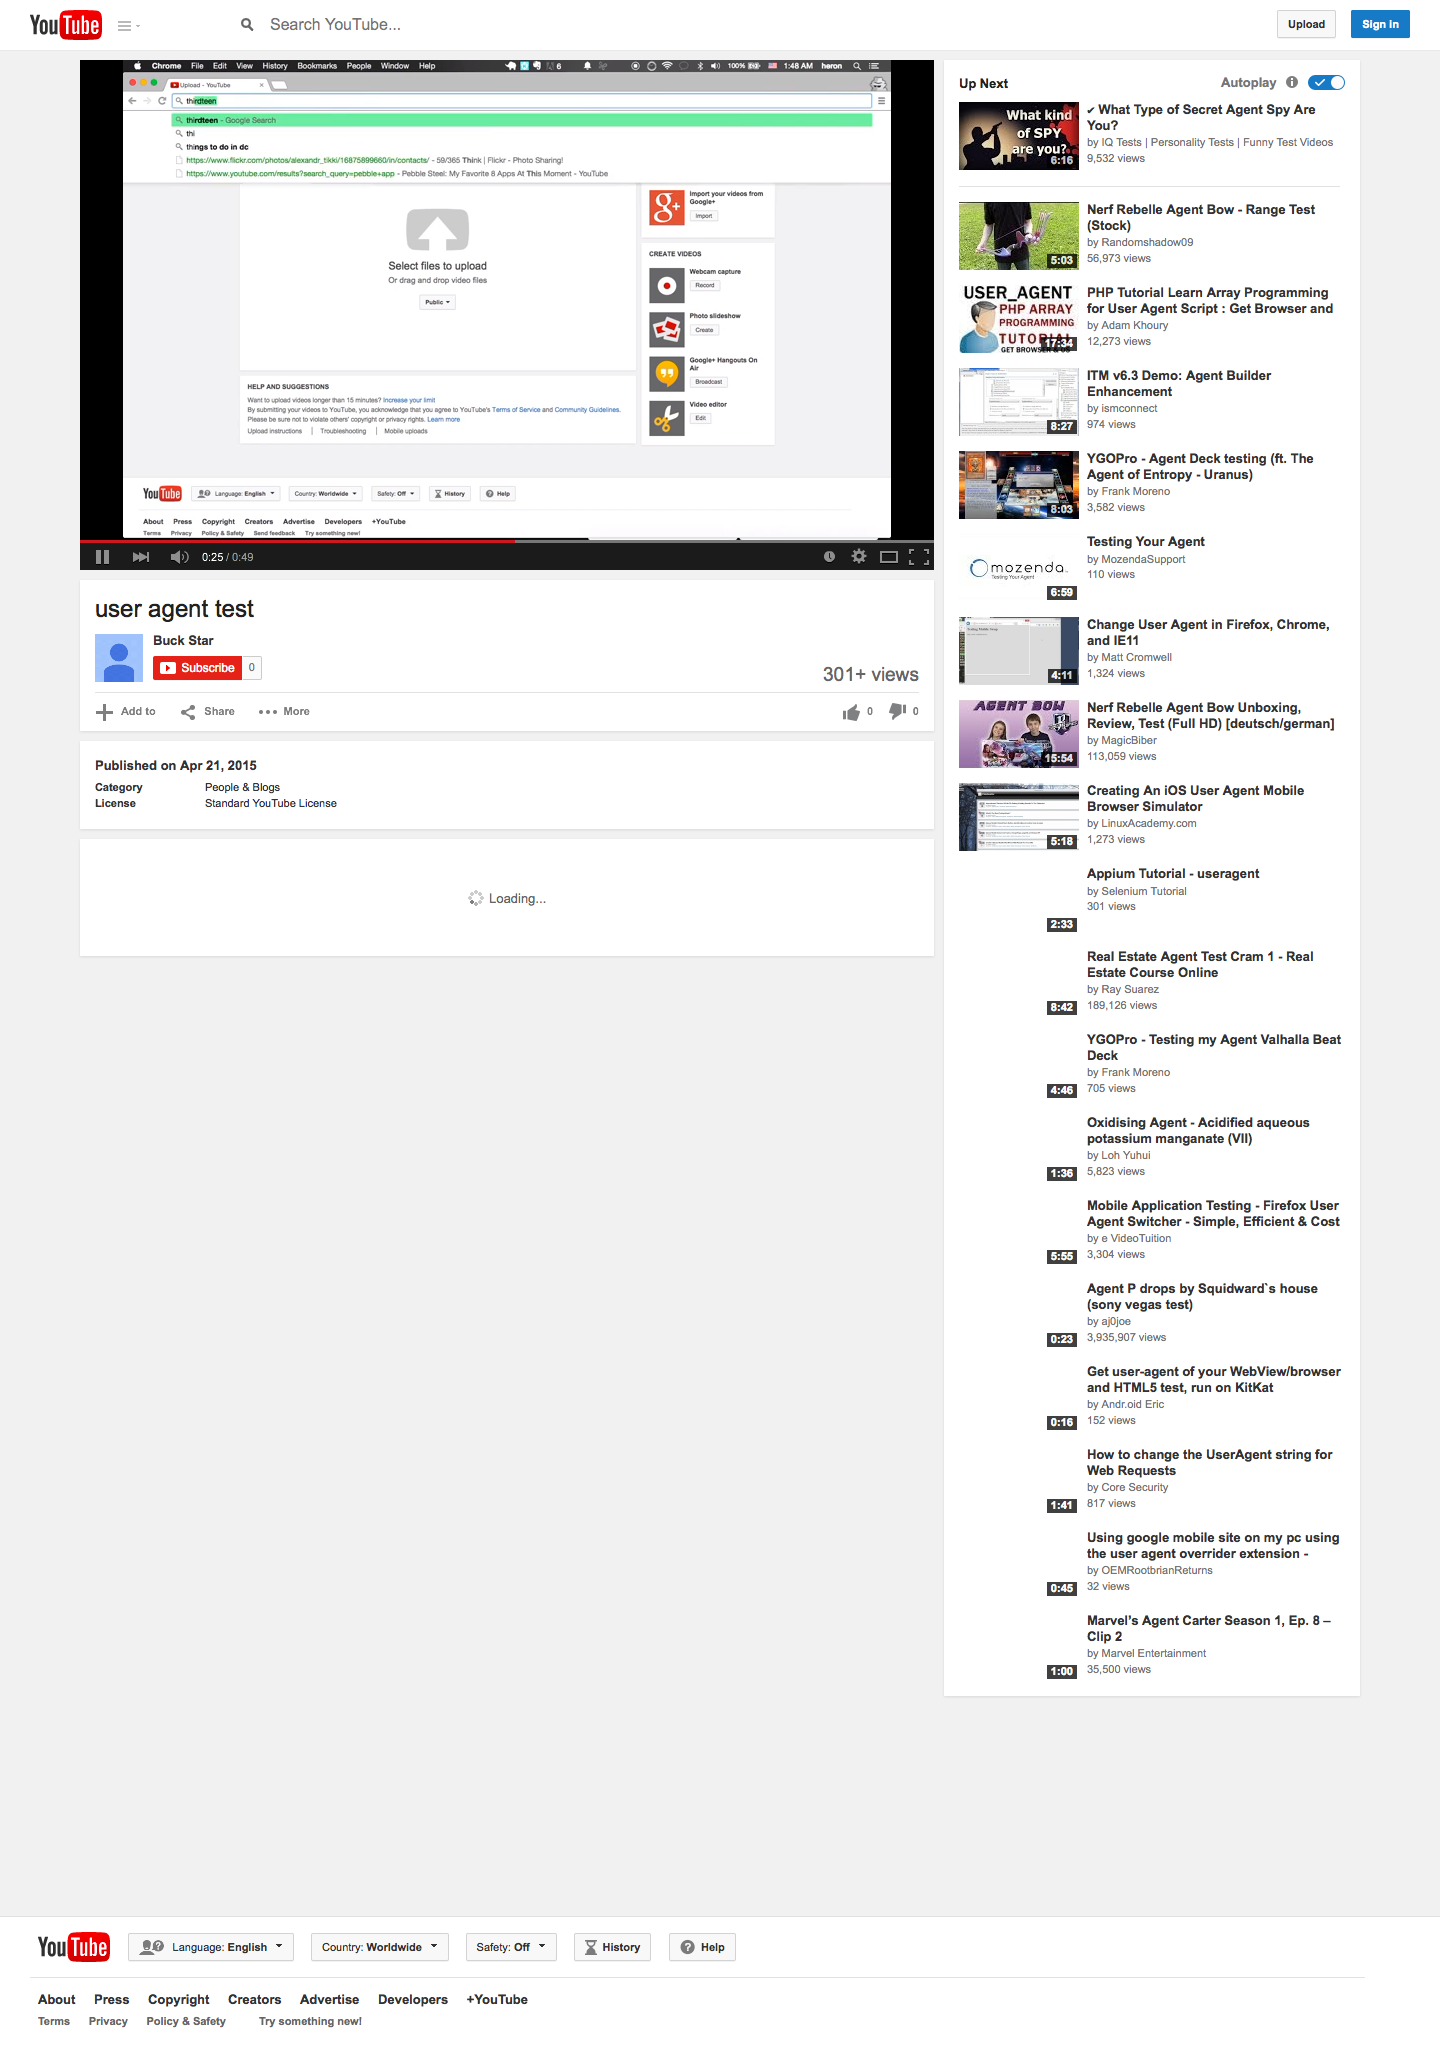 YouTube
Search YouTube...
Upload
Sign in
Chrome File Edit View History Bookmarks People Window Help
6
100%
1:48 AM heron
Upload - YouTube
thirdteen
thirdteen - Google Search
thi
things to do in dc
https://www.flickr.com/photos/alexandr_tikki/16875899660/in/contacts/ - 59/365 Think | Flickr - Photo Sharing!
https://www.youtube.com/results?search_query=pebble+app - Pebble Steel: My Favorite 8 Apps At This Moment - YouTube
Select files to upload
Or drag and drop video files
Public
Import your videos from
Google+
Import
CREATE VIDEOS
Webcam capture
Record
Photo slideshow
Create
Google+ Hangouts On
Air
Broadcast
Video editor
Edit
HELP AND SUGGESTIONS
Want to upload videos longer than 15 minutes? Increase your limit
By submitting your videos to YouTube, you acknowledge that you agree to YouTube's Terms of Service and Community Guidelines.
Please be sure not to violate others' copyright or privacy rights. Learn more
Upload instructions | Troubleshooting | Mobile uploads
YouTube
Language: English
Country: Worldwide
Safety: Off
History
Help
About Press Copyright Creators Advertise Developers +YouTube
Terms Privacy Policy & Safety Send feedback Try something new!
0:25 / 0:49
user agent test
Buck Star
Subscribe 0
301+ views
Add to Share More
0 0
Published on Apr 21, 2015
Category People & Blogs
License Standard YouTube License
Loading...
Up Next
Autoplay
What kind
of SPY
are you?
6:16
✔ What Type of Secret Agent Spy Are
You?
by IQ Tests | Personality Tests | Funny Test Videos
9,532 views
5:03
Nerf Rebelle Agent Bow - Range Test
(Stock)
by Randomshadow09
56,973 views
USER_AGENT
PHP ARRAY
PROGRAMMING
TUTORIAL
GET BROWSER & OS
17:34
PHP Tutorial Learn Array Programming
for User Agent Script : Get Browser and
by Adam Khoury
12,273 views
8:27
ITM v6.3 Demo: Agent Builder
Enhancement
by ismconnect
974 views
8:03
YGOPro - Agent Deck testing (ft. The
Agent of Entropy - Uranus)
by Frank Moreno
3,582 views
mozenda
Testing Your Agent
6:59
Testing Your Agent
by MozendaSupport
110 views
4:11
Change User Agent in Firefox, Chrome,
and IE11
by Matt Cromwell
1,324 views
AGENT BOW
15:54
Nerf Rebelle Agent Bow Unboxing,
Review, Test (Full HD) [deutsch/german]
by MagicBiber
113,059 views
5:18
Creating An iOS User Agent Mobile
Browser Simulator
by LinuxAcademy.com
1,273 views
2:33
Appium Tutorial - useragent
by Selenium Tutorial
301 views
8:42
Real Estate Agent Test Cram 1 - Real
Estate Course Online
by Ray Suarez
189,126 views
4:46
YGOPro - Testing my Agent Valhalla Beat
Deck
by Frank Moreno
705 views
1:36
Oxidising Agent - Acidified aqueous
potassium manganate (VII)
by Loh Yuhui
5,823 views
5:55
Mobile Application Testing - Firefox User
Agent Switcher - Simple, Efficient & Cost
by e VideoTuition
3,304 views
0:23
Agent P drops by Squidward`s house
(sony vegas test)
by aj0joe
3,935,907 views
0:16
Get user-agent of your WebView/browser
and HTML5 test, run on KitKat
by Andr.oid Eric
152 views
1:41
How to change the UserAgent string for
Web Requests
by Core Security
817 views
0:45
Using google mobile site on my pc using
the user agent overrider extension -
by OEMRootbrianReturns
32 views
1:00
Marvel's Agent Carter Season 1, Ep. 8 –
Clip 2
by Marvel Entertainment
35,500 views
YouTube
Language: English
Country: Worldwide
Safety: Off
History
Help
About Press Copyright Creators Advertise Developers +YouTube
Terms Privacy Policy & Safety Try something new!